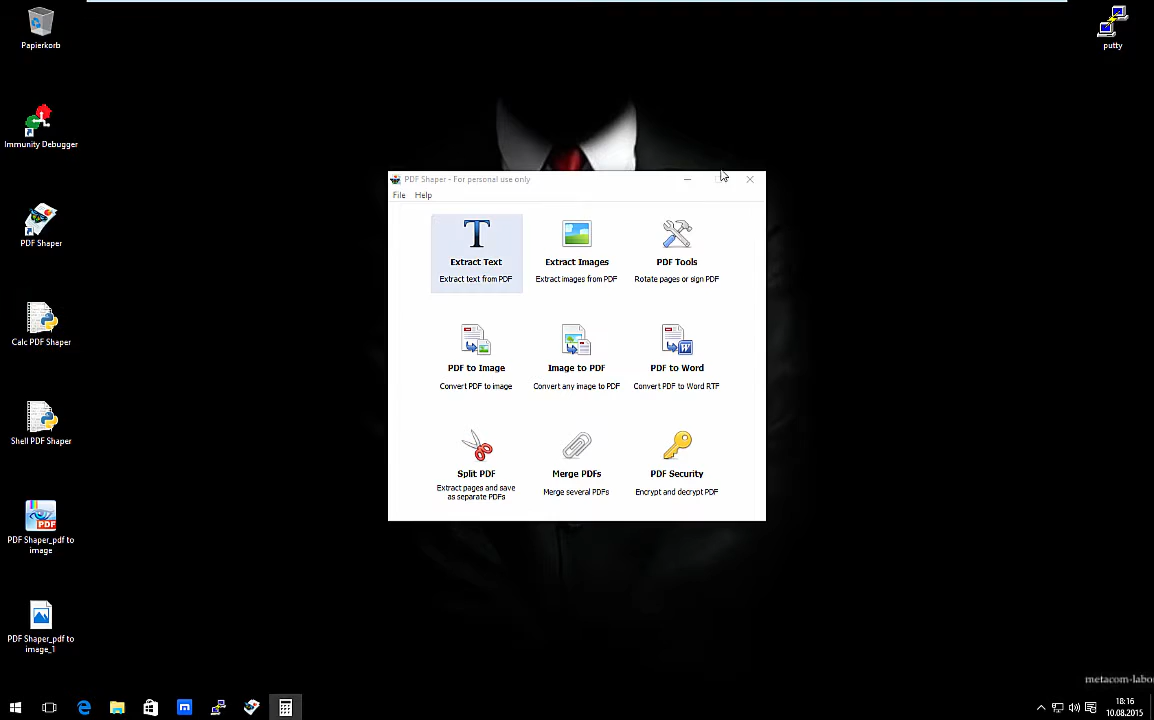 Papierkorb
putty
Immunity Debugger
PDF Shaper
Calc PDF Shaper
Shell PDF Shaper
PDF Shaper_pdf to
image
PDF Shaper_pdf to
image_1
PDF Shaper - For personal use only
File Help
Extract Text
Extract text from PDF
Extract Images
Extract images from PDF
PDF Tools
Rotate pages or sign PDF
PDF to Image
Convert PDF to image
Image to PDF
Convert any image to PDF
PDF to Word
Convert PDF to Word RTF
Split PDF
Extract pages and save
as separate PDFs
Merge PDFs
Merge several PDFs
PDF Security
Encrypt and decrypt PDF
metacom-labo
18:16
10.08.2015